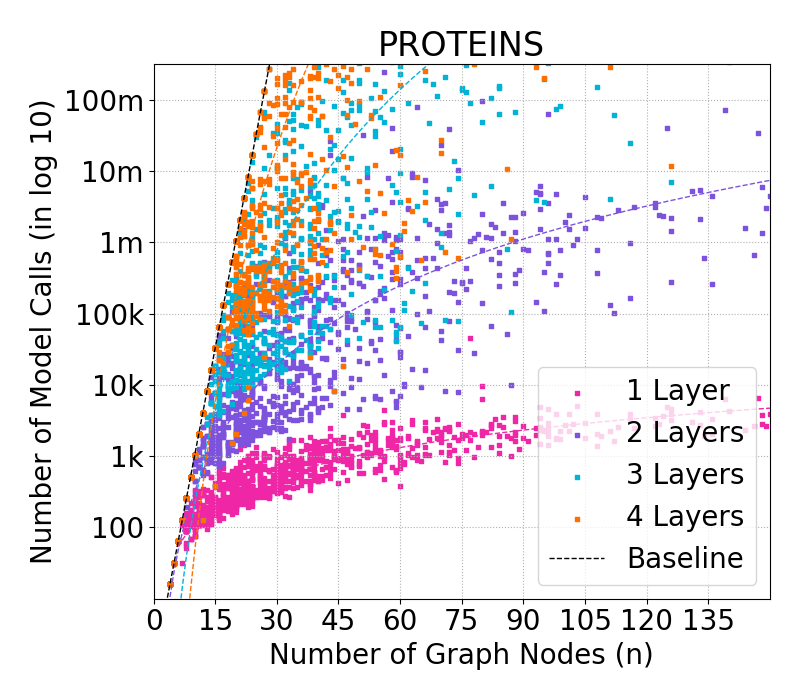 PROTEINS
Number of Model Calls (in log 10)
100m
10m
1m
100k
10k
1k
100
0 15 30 45 60 75 90 105 120 135
Number of Graph Nodes (n)
1 Layer
2 Layers
3 Layers
4 Layers
Baseline